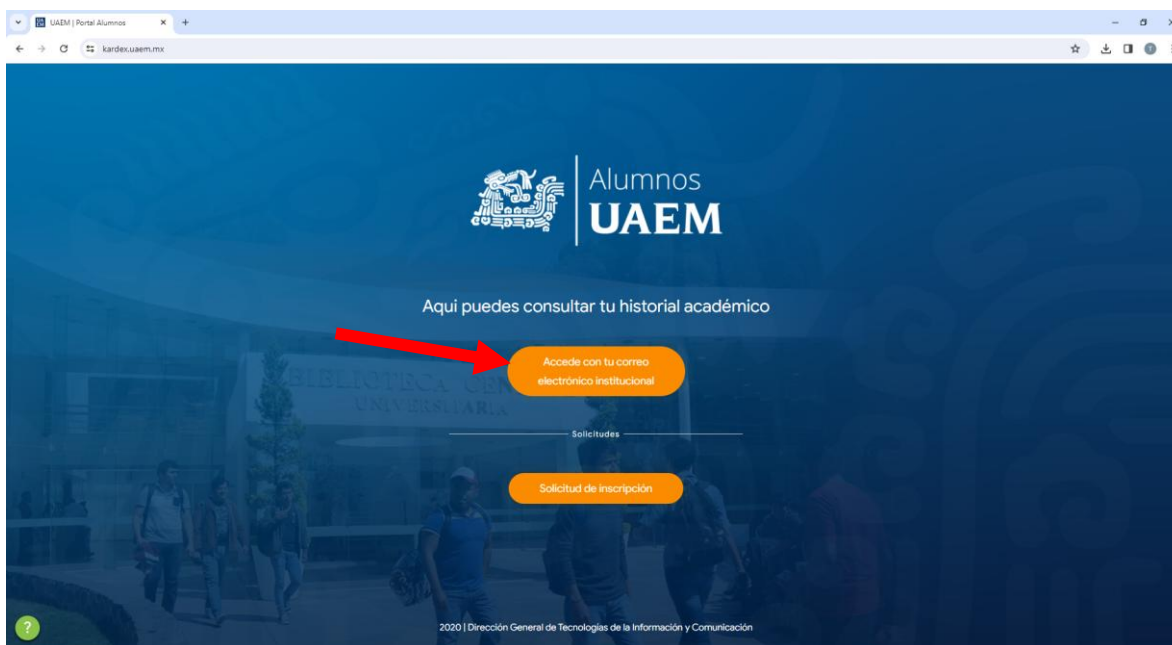 UAEM | Portal Alumnos
kardex.uaem.mx
Alumnos
UAEM
Aqui puedes consultar tu historial académico
Accede con tu correo
electrónico institucional
BIBLIOTECA CEN
UNIVERSITARIA
Solicitudes
Solicitud de inscripción
?
2020 | Dirección General de Tecnologías de la Información y Comunicación